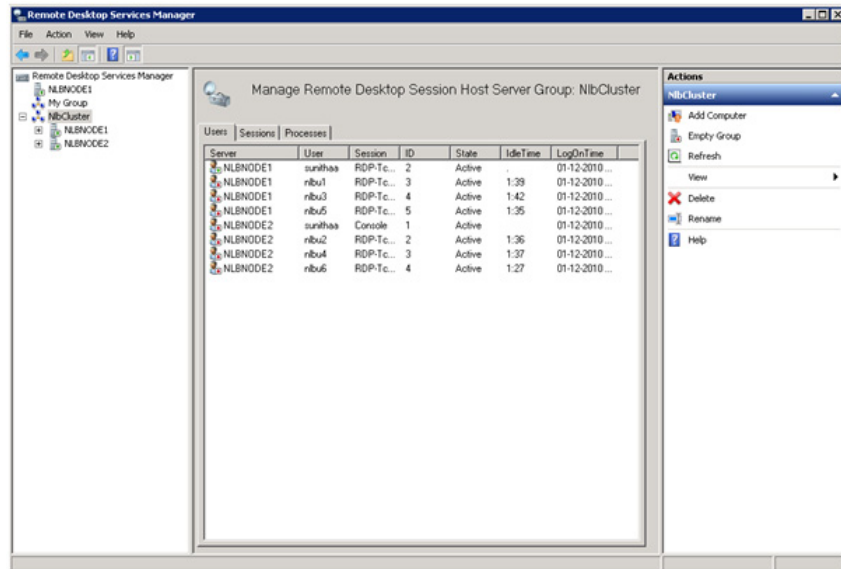 Remote Desktop Services Manager
File Action View Help
Remote Desktop Services Manager
NLBNODE1
My Group
NlbCluster
NLBNODE1
NLBNODE2
Manage Remote Desktop Session Host Server Group: NlbCluster
Users Sessions Processes
Server User Session ID State IdleTime LogOnTime
NLBNODE1 sunithaa RDP-Tc... 2 Active . 01-12-2010 ...
NLBNODE1 nlbu1 RDP-Tc... 3 Active 1:39 01-12-2010 ...
NLBNODE1 nlbu3 RDP-Tc... 4 Active 1:42 01-12-2010 ...
NLBNODE1 nlbu5 RDP-Tc... 5 Active 1:35 01-12-2010 ...
NLBNODE2 sunithaa Console 1 Active 01-12-2010 ...
NLBNODE2 nlbu2 RDP-Tc... 2 Active 1:36 01-12-2010 ...
NLBNODE2 nlbu4 RDP-Tc... 3 Active 1:37 01-12-2010 ...
NLBNODE2 nlbu6 RDP-Tc... 4 Active 1:27 01-12-2010 ...
Actions
NlbCluster
Add Computer
Empty Group
Refresh
View
Delete
Rename
Help